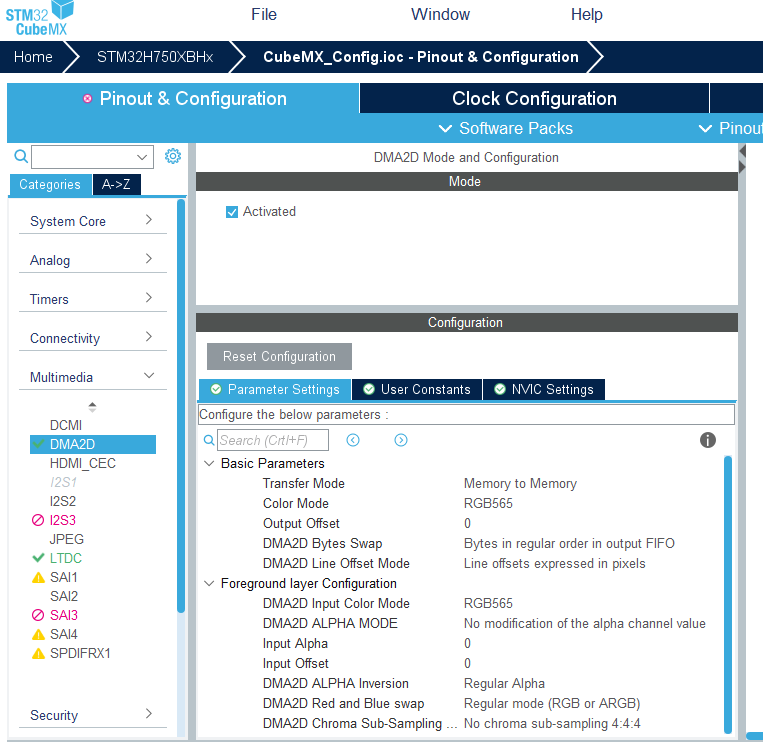 STM32
CubeMX
File Window Help
Home STM32H750XBHx CubeMX_Config.ioc - Pinout & Configuration
Pinout & Configuration Clock Configuration
Software Packs Pinou
DMA2D Mode and Configuration
Categories A->Z
Mode
Activated
System Core
Analog
Timers
Connectivity
Multimedia
DCMI
DMA2D
HDMI_CEC
I2S1
I2S2
I2S3
JPEG
LTDC
SAI1
SAI2
SAI3
SAI4
SPDIFRX1
Security
Configuration
Reset Configuration
Parameter Settings User Constants NVIC Settings
Configure the below parameters :
Search (Crtl+F)
Basic Parameters
Transfer Mode Memory to Memory
Color Mode RGB565
Output Offset 0
DMA2D Bytes Swap Bytes in regular order in output FIFO
DMA2D Line Offset Mode Line offsets expressed in pixels
Foreground layer Configuration
DMA2D Input Color Mode RGB565
DMA2D ALPHA MODE No modification of the alpha channel value
Input Alpha 0
Input Offset 0
DMA2D ALPHA Inversion Regular Alpha
DMA2D Red and Blue swap Regular mode (RGB or ARGB)
DMA2D Chroma Sub-Sampling ... No chroma sub-sampling 4:4:4